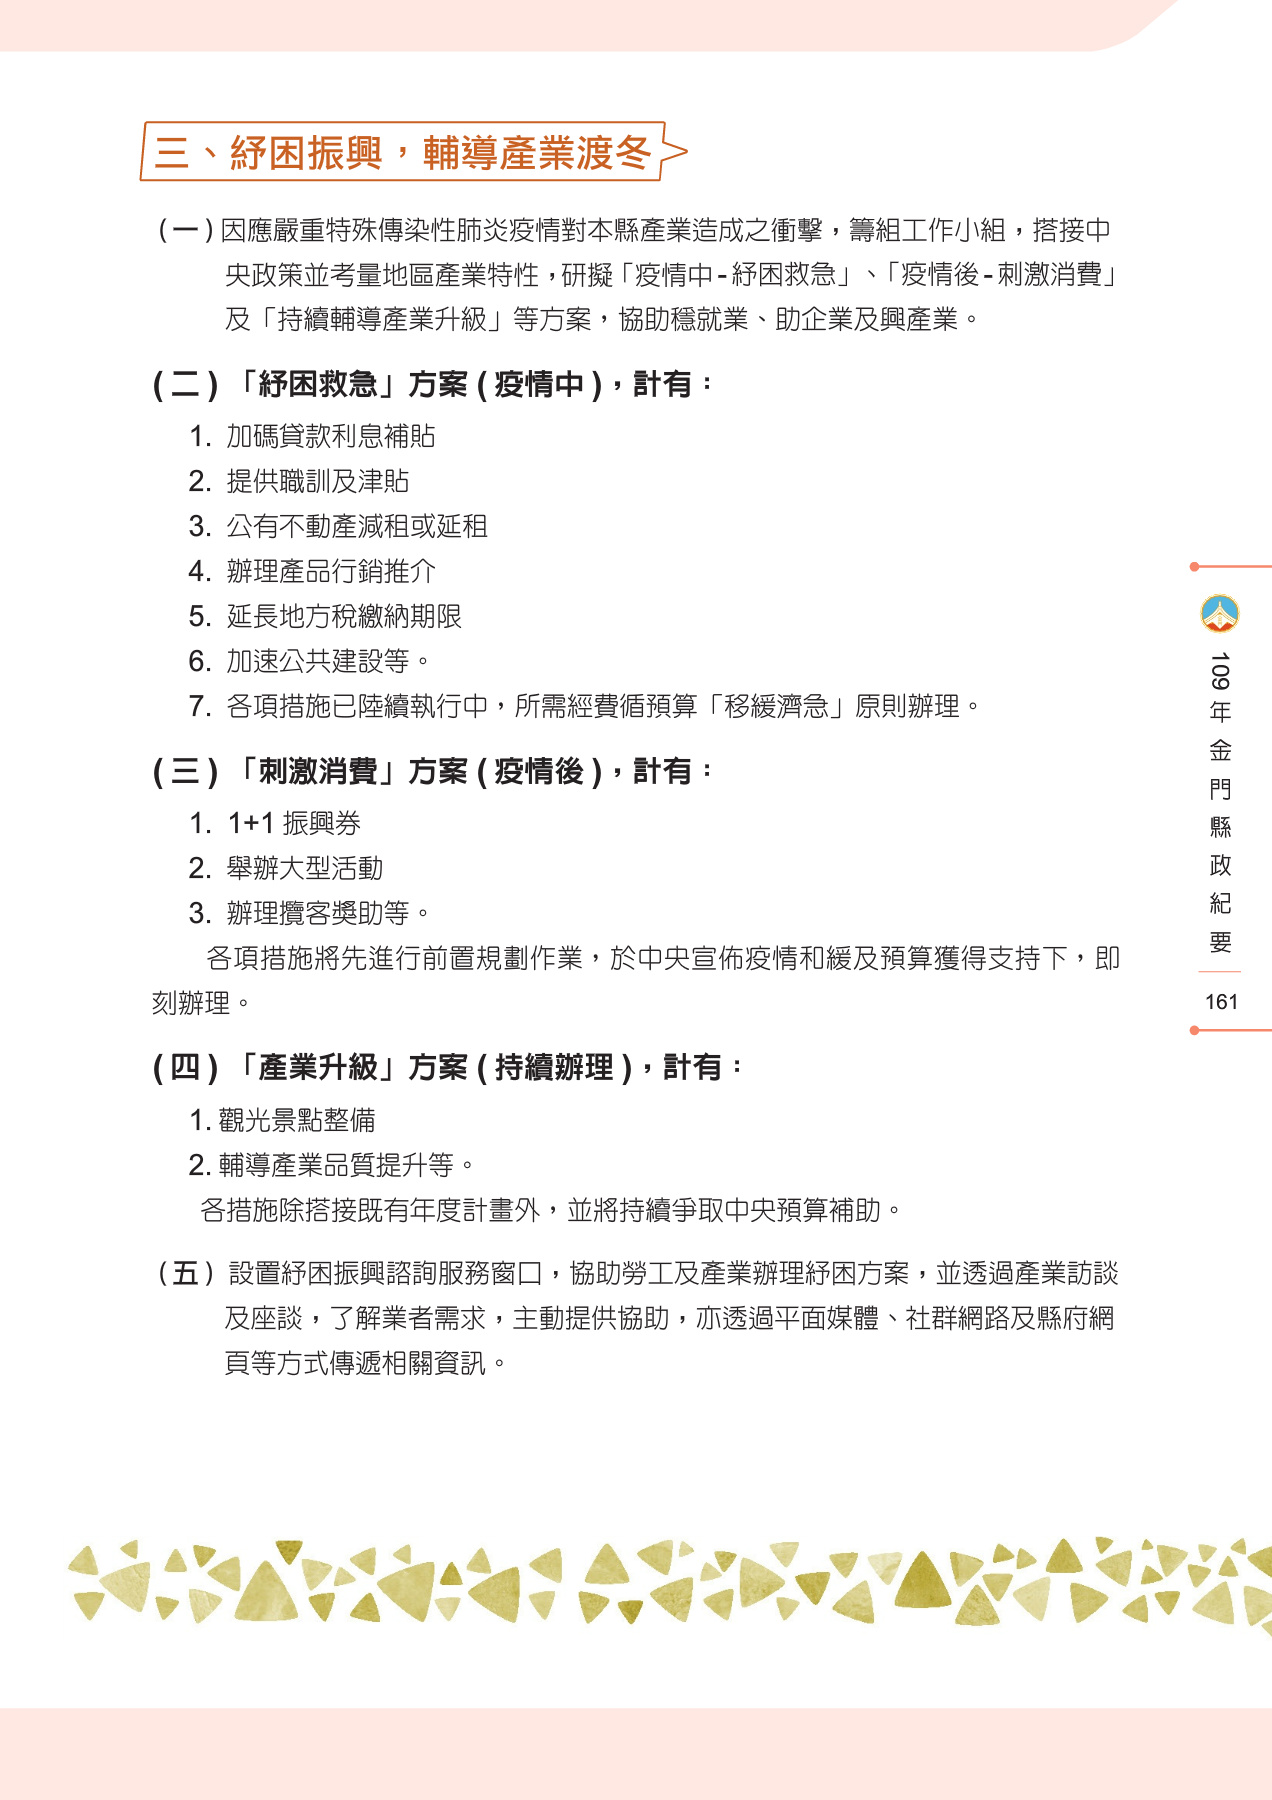 三、紓困振興，輔導產業渡冬
(一)因應嚴重特殊傳染性肺炎疫情對本縣產業造成之衝擊，籌組工作小組，搭接中
央政策並考量地區產業特性，研擬「疫情中-紓困救急」、「疫情後-刺激消費」
及「持續輔導產業升級」等方案，協助穩就業、助企業及興產業。
(二)「紓困救急」方案(疫情中)，計有：
1. 加碼貸款利息補貼
2. 提供職訓及津貼
3. 公有不動產減租或延租
4. 辦理產品行銷推介
5. 延長地方稅繳納期限
6. 加速公共建設等。
7. 各項措施已陸續執行中，所需經費循預算「移緩濟急」原則辦理。
(三)「刺激消費」方案(疫情後)，計有：
1. 1+1振興券
2. 舉辦大型活動
3. 辦理攬客獎助等。
各項措施將先進行前置規劃作業，於中央宣佈疫情和緩及預算獲得支持下，即
刻辦理。
(四)「產業升級」方案(持續辦理)，計有：
1. 觀光景點整備
2. 輔導產業品質提升等。
各措施除搭接既有年度計畫外，並將持續爭取中央預算補助。
(五) 設置紓困振興諮詢服務窗口，協助勞工及產業辦理紓困方案，並透過產業訪談
及座談，了解業者需求，主動提供協助，亦透過平面媒體、社群網路及縣府網
頁等方式傳遞相關資訊。
109年金門縣政紀要
161